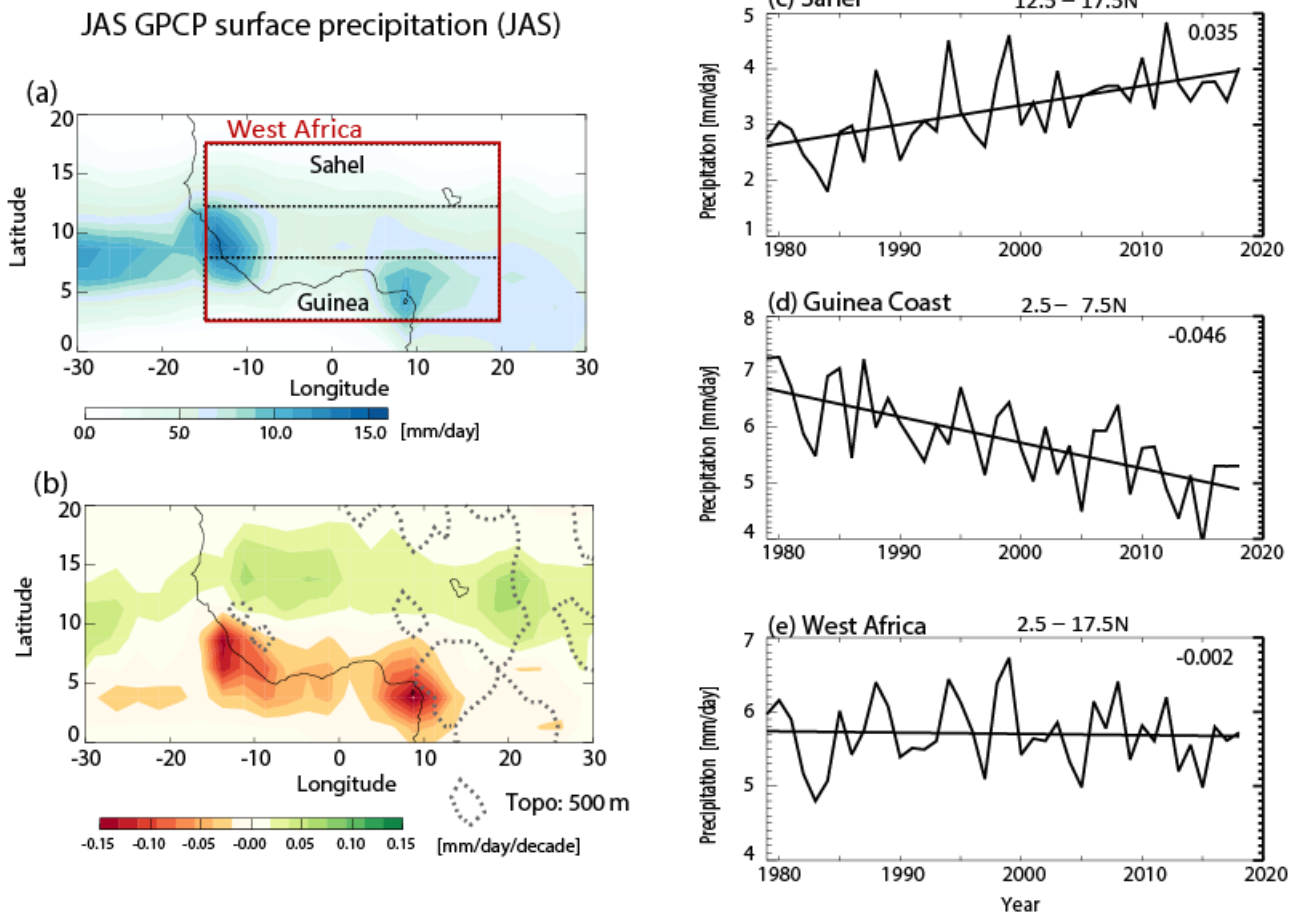 JAS GPCP surface precipitation (JAS)
(a)
20
15
10
5
0
Latitude
West Africa
Sahel
Guinea
-30
-20
-10
0
10
20
30
Longitude
0.0
5.0
10.0
15.0
[mm/day]
(b)
20
15
10
5
0
Latitude
-30
-20
-10
0
10
20
30
Longitude
Topo: 500 m
-0.15
-0.10
-0.05
-0.00
0.05
0.10
0.15
[mm/day/decade]
(c) Sahel
12.5 – 17.5N
0.035
5
4
3
2
1
Precipitation [mm/day]
1980
1990
2000
2010
2020
(d) Guinea Coast
2.5 – 7.5N
-0.046
8
7
6
5
4
Precipitation [mm/day]
1980
1990
2000
2010
2020
(e) West Africa
2.5 – 17.5N
-0.002
7
6
5
4
Precipitation [mm/day]
1980
1990
2000
2010
2020
Year